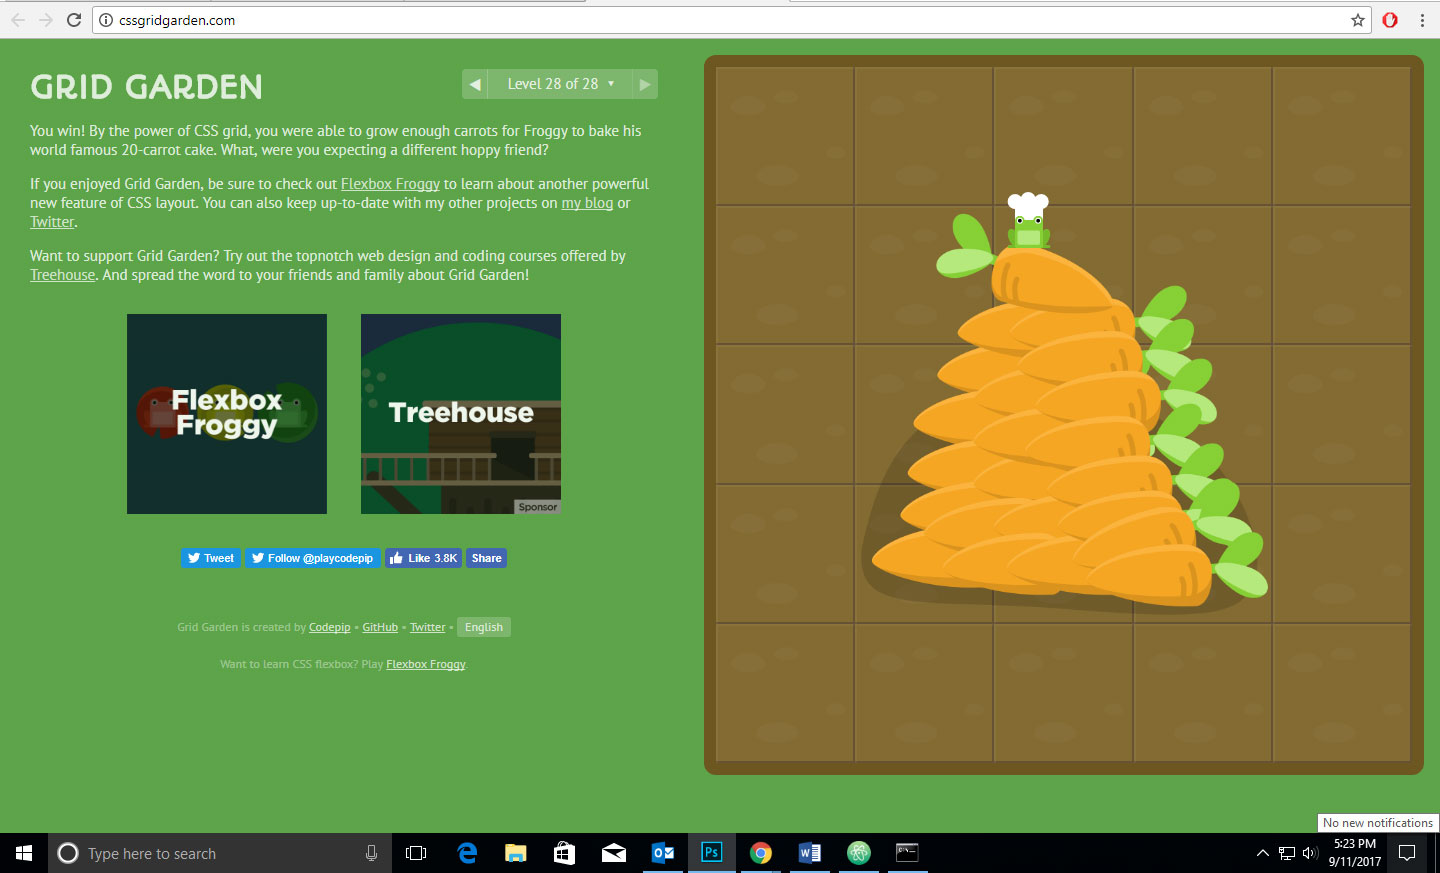 cssgridgarden.com
GRID GARDEN
Level 28 of 28
You win! By the power of CSS grid, you were able to grow enough carrots for Froggy to bake his
world famous 20-carrot cake. What, were you expecting a different hoppy friend?
If you enjoyed Grid Garden, be sure to check out Flexbox Froggy to learn about another powerful
new feature of CSS layout. You can also keep up-to-date with my other projects on my blog or
Twitter.
Want to support Grid Garden? Try out the topnotch web design and coding courses offered by
Treehouse. And spread the word to your friends and family about Grid Garden!
Flexbox
Froggy
Treehouse
Sponsor
Tweet Follow @playcodepip Like 3.8K Share
Grid Garden is created by Codepip • GitHub • Twitter • English
Want to learn CSS flexbox? Play Flexbox Froggy.
No new notifications
Type here to search
Ps
5:23 PM
9/11/2017